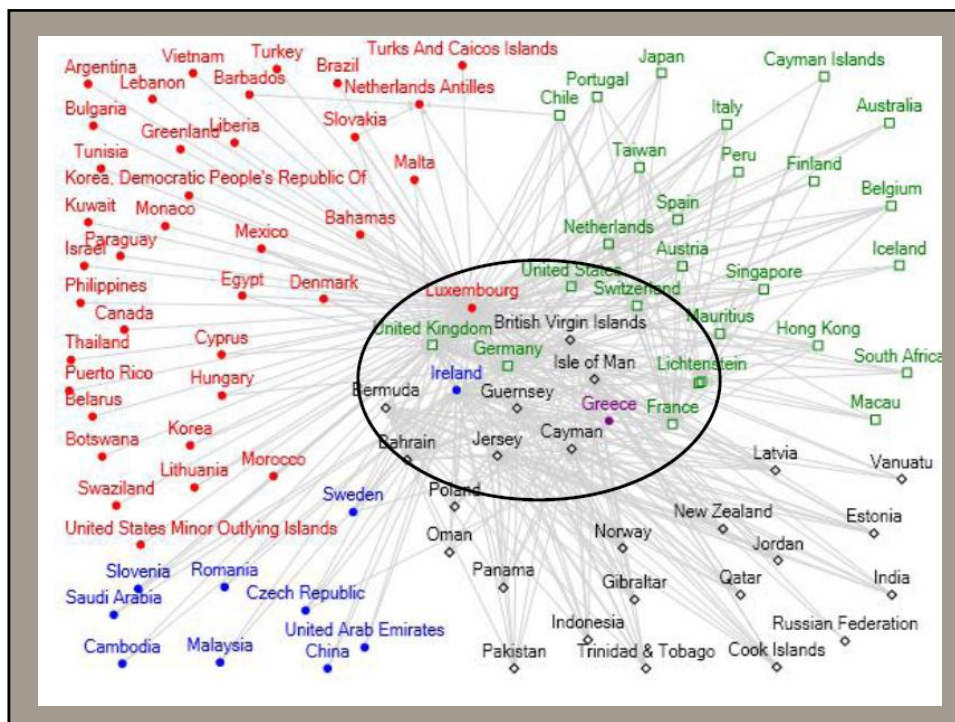 Turkey
Turks And Caicos Islands
Vietnam
Japan
Argentina
Lebanon
Barbados
Brazil
Netherlands Antilles
Portugal
Cayman Islands
Bulgaria
Greenland
Liberia
Slovakia
Chile
Italy
Australia
Tunisia
Malta
Taiwan
Peru
Finland
Korea, Democratic People's Republic Of
Belgium
Kuwait
Monaco
Bahamas
Spain
Israel
Paraguay
Mexico
Netherlands
Austria
Iceland
Philippines
Egypt
Denmark
Luxembourg
United States
Switzerland
Singapore
Canada
United Kingdom
British Virgin Islands
Mauritius
Hong Kong
Thailand
Cyprus
Germany
Isle of Man
Lichtenstein
South Africa
Puerto Rico
Hungary
Ireland
Bermuda
Guernsey
Greece
France
Macau
Belarus
Botswana
Korea
Bahrain
Jersey
Cayman
Latvia
Vanuatu
Swaziland
Lithuania
Morocco
Sweden
Poland
New Zealand
Estonia
United States Minor Outlying Islands
Oman
Norway
Jordan
Slovenia
Romania
Panama
Gibraltar
Qatar
India
Saudi Arabia
Czech Republic
Indonesia
Russian Federation
Cambodia
Malaysia
United Arab Emirates
China
Pakistan
Trinidad & Tobago
Cook Islands